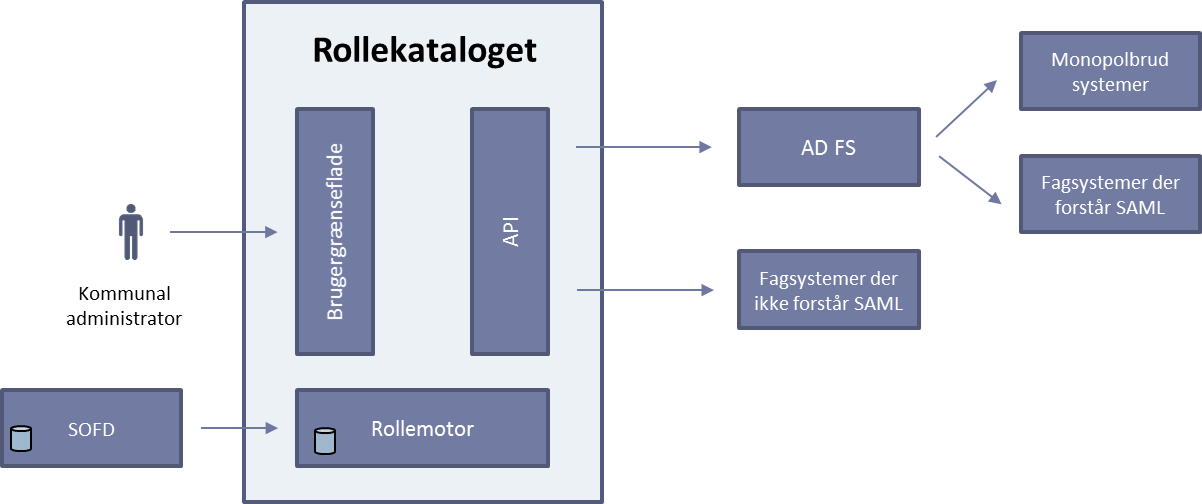 Rollekataloget
Kommunal
administrator
SOFD
Brugergrænseflade
API
Rollemotor
AD FS
Fagsystemer der
ikke forstår SAML
Monopolbrud
systemer
Fagsystemer der
forstår SAML